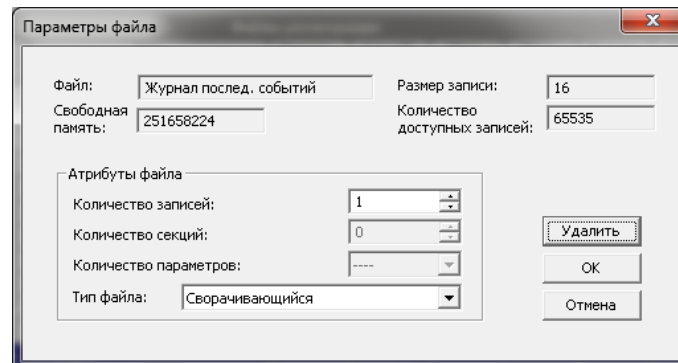 Параметры файла
Файл: Журнал послед. событий Размер записи: 16
Свободная память: 251658224 Количество доступных записей: 65535
Атрибуты файла
Количество записей: 1
Количество секций: 0
Количество параметров: ----
Тип файла: Сворачивающийся
Удалить
ОК
Отмена